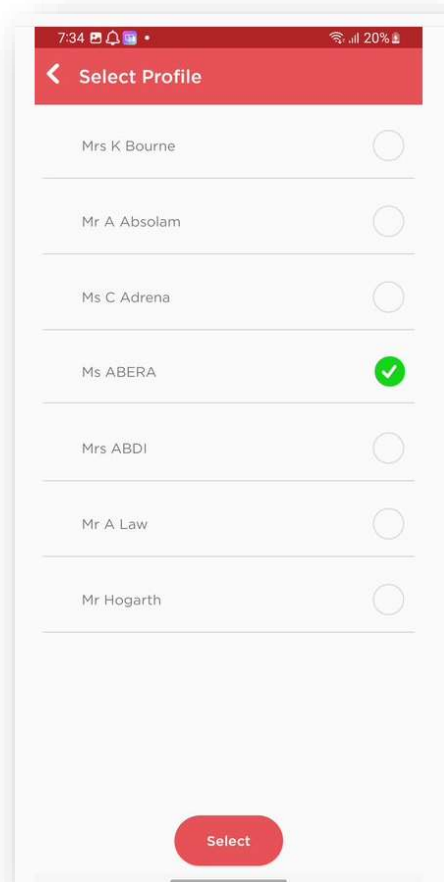 7:34 20%
Select Profile
Mrs K Bourne
Mr A Absolam
Ms C Adrena
Ms ABERA
Mrs ABDI
Mr A Law
Mr Hogarth
Select